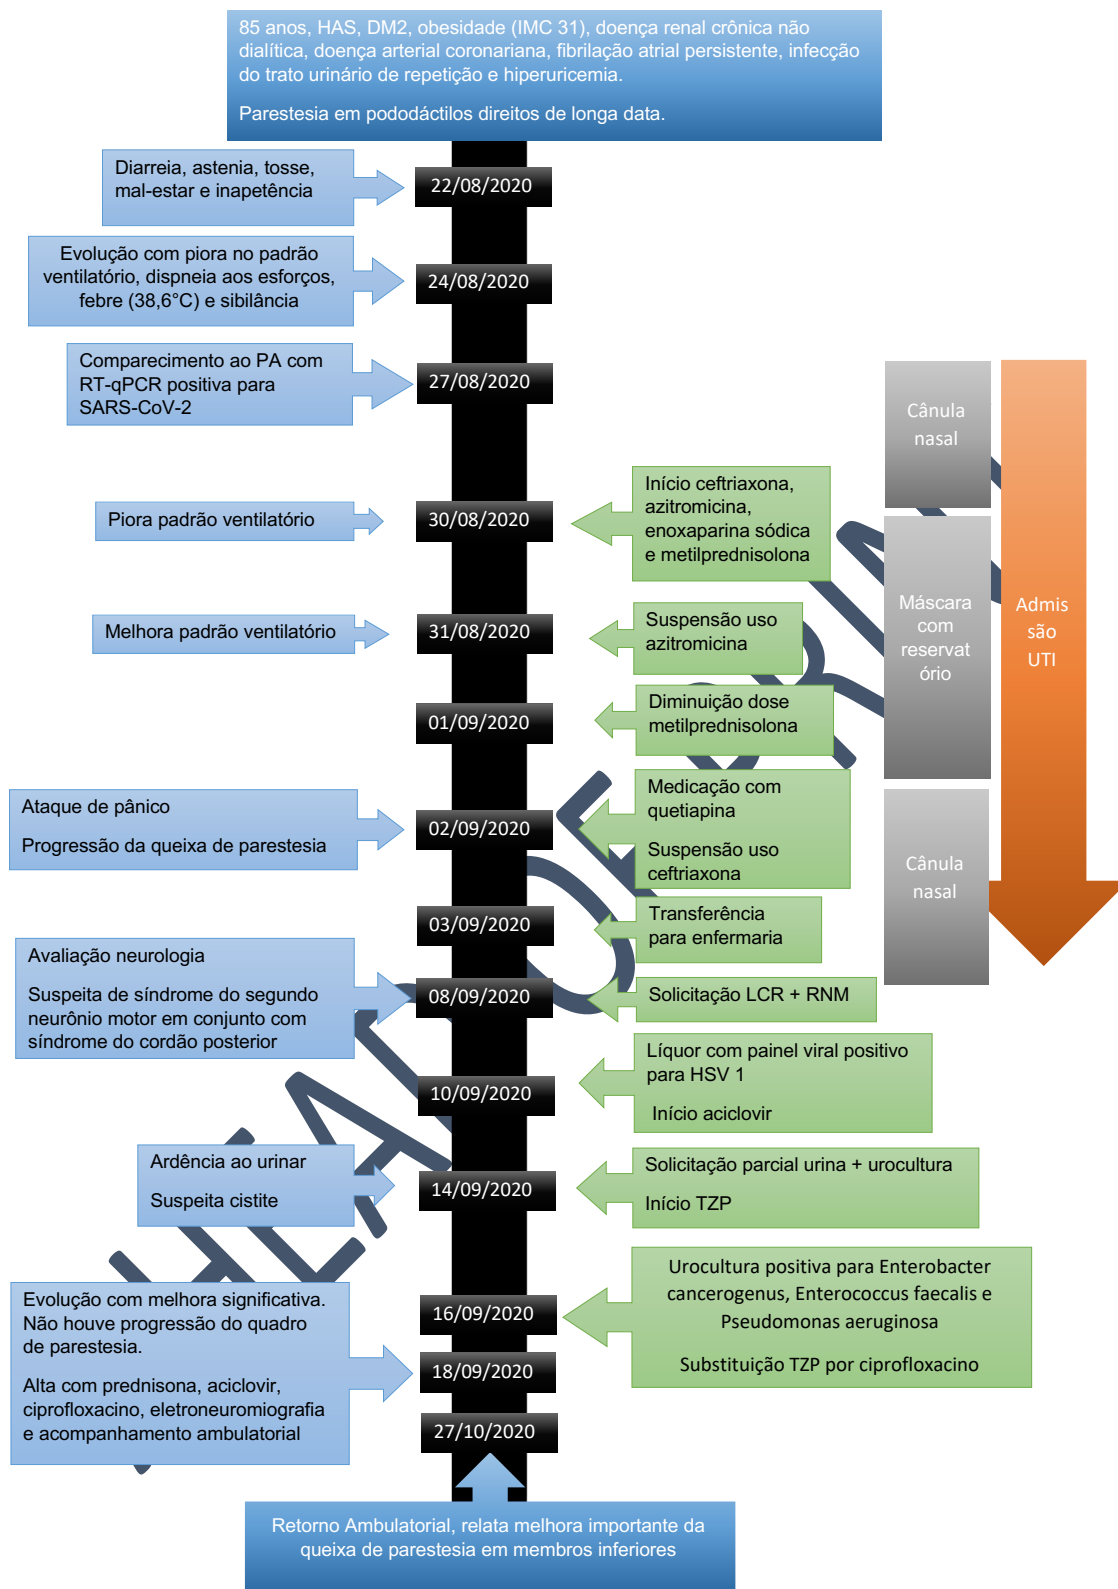 85 anos, HAS, DM2, obesidade (IMC 31), doença renal crônica não
dialítica, doença arterial coronariana, fibrilação atrial persistente, infecção
do trato urinário de repetição e hiperuricemia.
Parestesia em pododáctilos direitos de longa data.
Diarreia, astenia, tosse,
mal-estar e inapetência
22/08/2020
Evolução com piora no padrão
ventilatório, dispneia aos esforços,
febre (38,6°C) e sibilância
24/08/2020
Comparecimento ao PA com
RT-qPCR positiva para
SARS-CoV-2
27/08/2020
Cânula
nasal
Piora padrão ventilatório
30/08/2020
Início ceftriaxona,
azitromicina,
enoxaparina sódica
e metilprednisolona
Máscara
com
reservat
ório
Admis
são
UTI
Melhora padrão ventilatório
31/08/2020
Suspensão uso
azitromicina
01/09/2020
Diminuição dose
metilprednisolona
Ataque de pânico
Progressão da queixa de parestesia
02/09/2020
Medicação com
quetiapina
Suspensão uso
ceftriaxona
Cânula
nasal
03/09/2020
Transferência
para enfermaria
Avaliação neurologia
Suspeita de síndrome do segundo
neurônio motor em conjunto com
síndrome do cordão posterior
08/09/2020
Solicitação LCR + RNM
10/09/2020
Líquor com painel viral positivo
para HSV 1
Início aciclovir
Ardência ao urinar
Suspeita cistite
14/09/2020
Solicitação parcial urina + urocultura
Início TZP
16/09/2020
Urocultura positiva para Enterobacter
cancerogenus, Enterococcus faecalis e
Pseudomonas aeruginosa
Substituição TZP por ciprofloxacino
Evolução com melhora significativa.
Não houve progressão do quadro
de parestesia.
Alta com prednisona, aciclovir,
ciprofloxacino, eletroneuromiografia
e acompanhamento ambulatorial
18/09/2020
27/10/2020
Retorno Ambulatorial, relata melhora importante da
queixa de parestesia em membros inferiores